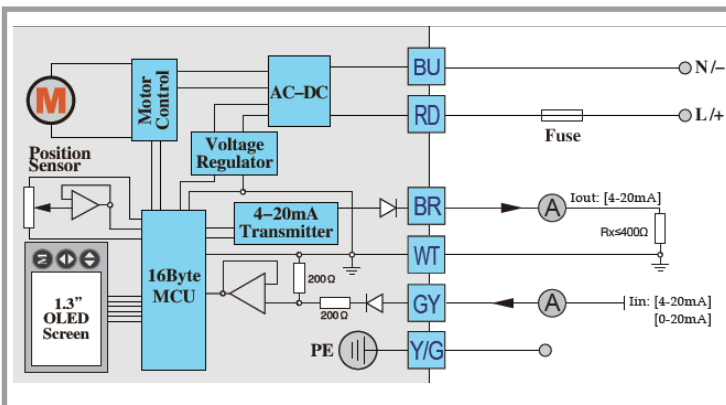 BU
N/−
AC−DC
M
Motor
Control
RD
L/+
Fuse
Voltage
Regulator
Position
Sensor
BR
A
Iout: [4-20mA]
4−20mA
Transmitter
Rx≤400Ω
WT
16Byte
MCU
200Ω
M
1.3”
OLED
Screen
200Ω
GY
A
Iin: [4-20mA]
[0-20mA]
PE
Y/G